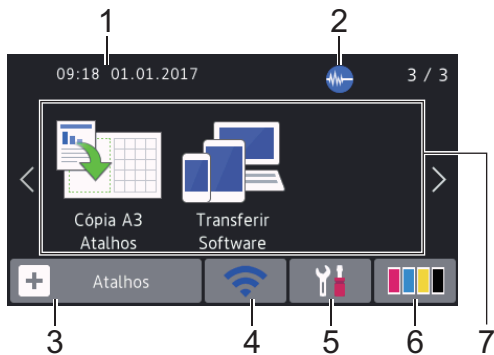 1
2
09:18 01.01.2017
3 / 3
Cópia A3
Atalhos
Transferir
Software
Atalhos
3
4
5
6
7